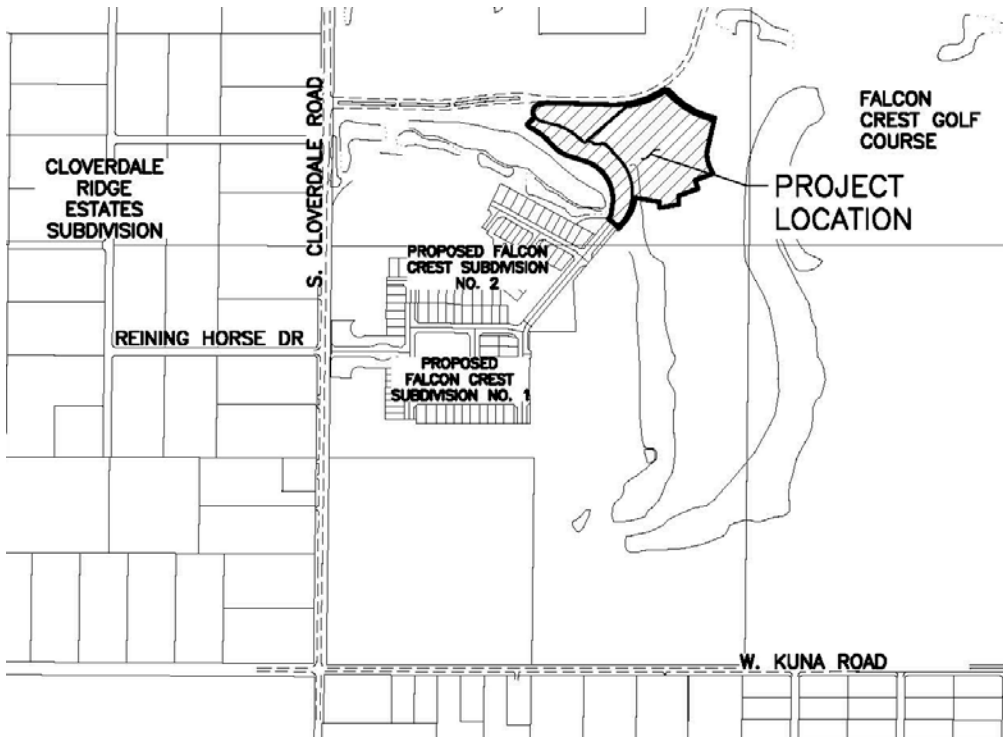 FALCON
CREST GOLF
COURSE
S. CLOVERDALE ROAD
CLOVERDALE
RIDGE
ESTATES
SUBDIVISION
PROJECT
LOCATION
PROPOSED FALCON
CREST SUBDIVISION
NO. 2
REINING HORSE DR
PROPOSED
FALCON CREST
SUBDIVISION NO. 1
W. KUNA ROAD